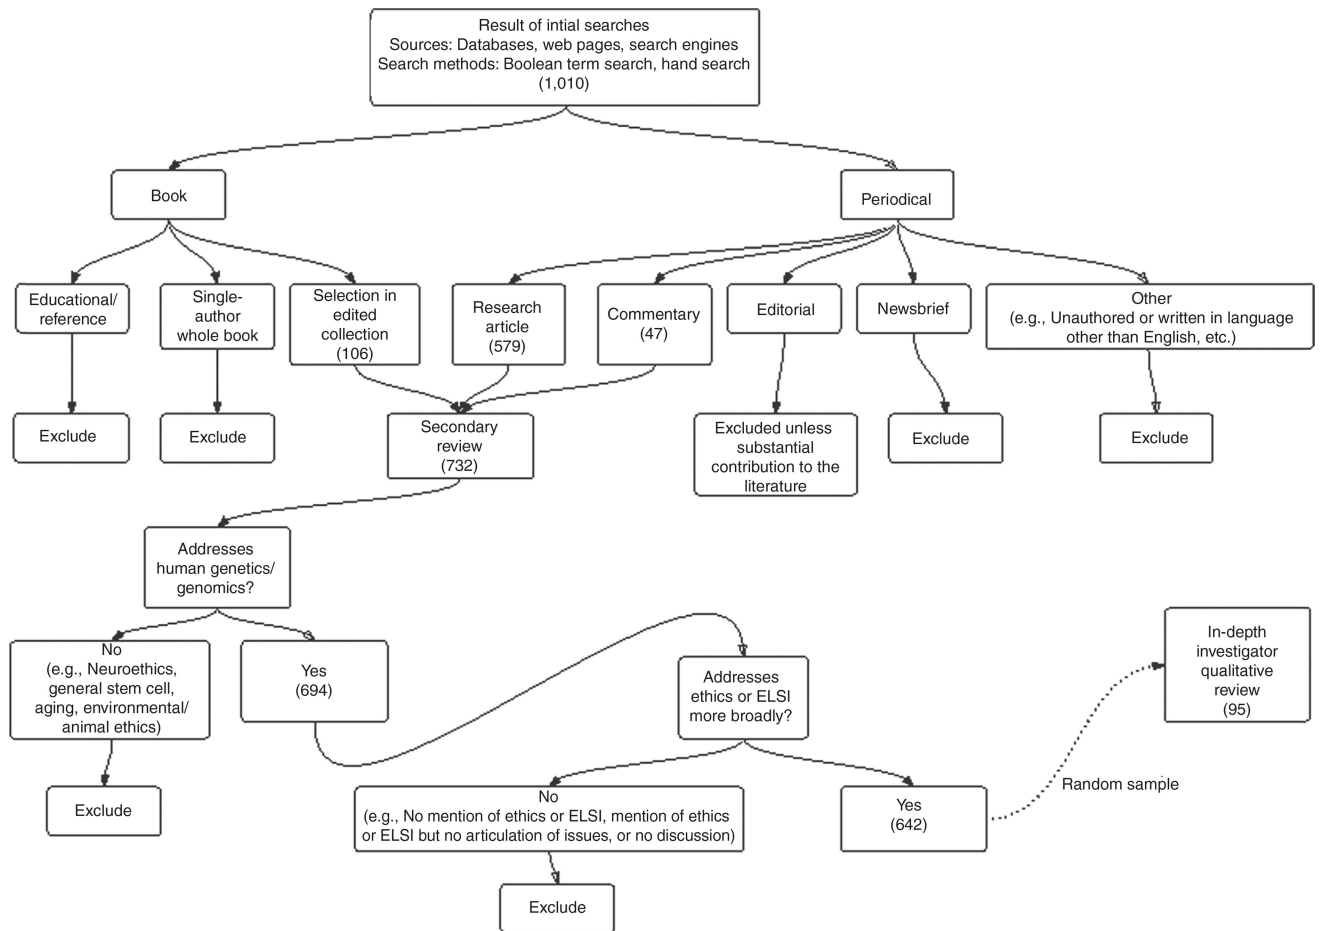 Result of intial searches
Sources: Databases, web pages, search engines
Search methods: Boolean term search, hand search
(1,010)
Book
Periodical
Educational/
reference
Single-
author
whole book
Selection in
edited
collection
(106)
Research
article
(579)
Commentary
(47)
Editorial
Newsbrief
Other
(e.g., Unauthored or written in language
other than English, etc.)
Exclude
Exclude
Secondary
review
(732)
Excluded unless
substantial
contribution to the
literature
Exclude
Exclude
Addresses
human genetics/
genomics?
No
(e.g., Neuroethics,
general stem cell,
aging, environmental/
animal ethics)
Yes
(694)
Addresses
ethics or ELSI
more broadly?
In-depth
investigator
qualitative
review
(95)
Random sample
Exclude
No
(e.g., No mention of ethics or ELSI, mention of ethics
or ELSI but no articulation of issues, or no discussion)
Yes
(642)
Exclude